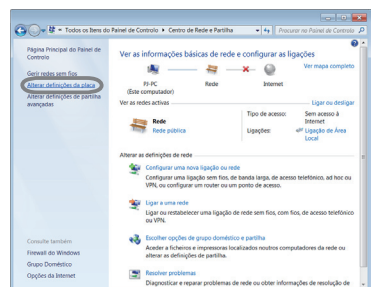 « Todos os Itens do Painel de Controlo ▸ Centro de Rede e Partilha
Procurar no Painel de Controlo
Página Principal do Painel de
Controlo
Gerir redes sem fios
Alterar definições da placa
Alterar definições de partilha
avançadas
Ver as informações básicas de rede e configurar as ligações
Ver mapa completo
PJ-PC
(Este computador)
Rede
Internet
Ver as redes activas
Ligar ou desligar
Rede
Rede pública
Tipo de acesso:
Sem acesso à
Internet
Ligações:
Ligação de Área
Local
Alterar as definições de rede
Configurar uma nova ligação ou rede
Configurar uma ligação sem fios, de banda larga, de acesso telefónico, ad hoc ou
VPN, ou configurar um router ou um ponto de acesso.
Ligar a uma rede
Ligar ou restabelecer uma ligação de rede sem fios, com fios, de acesso telefónico
ou VPN.
Escolher opções de grupo doméstico e partilha
Aceder a ficheiros e impressoras localizados noutros computadores da rede ou
alterar as definições de partilha.
Resolver problemas
Diagnosticar e reparar problemas de rede ou obter informações de resolução de
Consulte também
Firewall do Windows
Grupo Doméstico
Opções da Internet